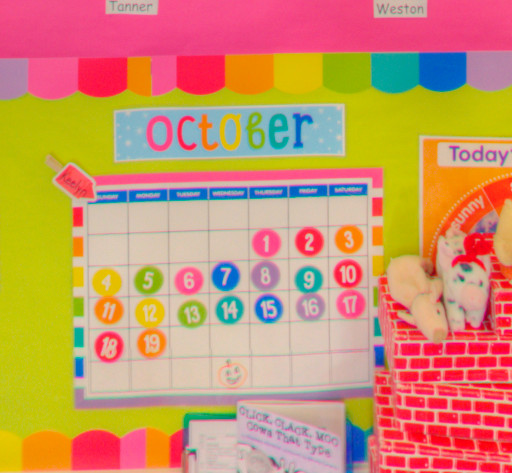 Tanner
Weston
october
Today
sunny
SUNDAY MONDAY TUESDAY WEDNESDAY THURSDAY FRIDAY SATURDAY
1 2 3
4 5 6 7 8 9 10
11 12 13 14 15 16 17
18 19
CLICK, CLACK, MOO
Cows That Type